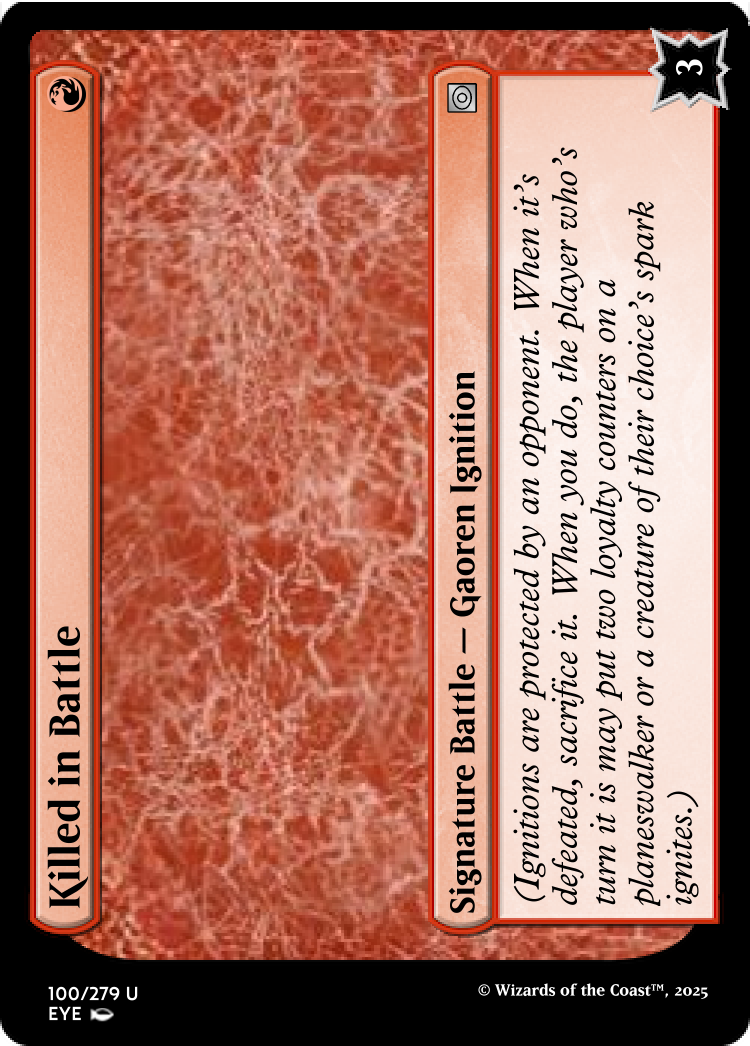 Killed in Battle
Signature Battle — Gaoren Ignition
(Ignitions are protected by an opponent. When it's
defeated, sacrifice it. When you do, the player who's
turn it is may put two loyalty counters on a
planeswalker or a creature of their choice's spark
ignites.)
3
100/279 U
EYE
© Wizards of the Coast™, 2025